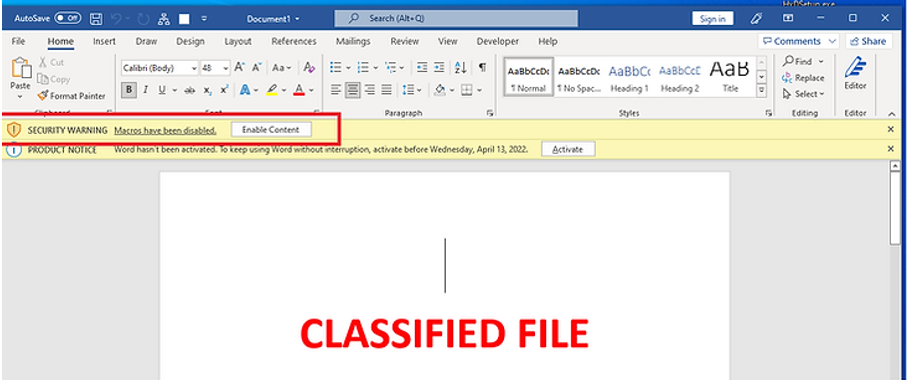 HxDSetup.exe
AutoSave Off Document1 Search (Alt+Q) Sign in
File Home Insert Draw Design Layout References Mailings Review View Developer Help Comments Share
Paste Cut Copy Format Painter
Calibri (Body) 48 A A Aa A
B I U ab x₂ x² A A
AaBbCcDc AaBbCcDc AaBbCc AaBbCcE AaB
¶ Normal ¶ No Spac... Heading 1 Heading 2 Title
Find
Replace
Select
Editor
Clipboard Font Paragraph Styles Editing Editor
SECURITY WARNING Macros have been disabled. Enable Content
PRODUCT NOTICE Word hasn't been activated. To keep using Word without interruption, activate before Wednesday, April 13, 2022. Activate
CLASSIFIED FILE